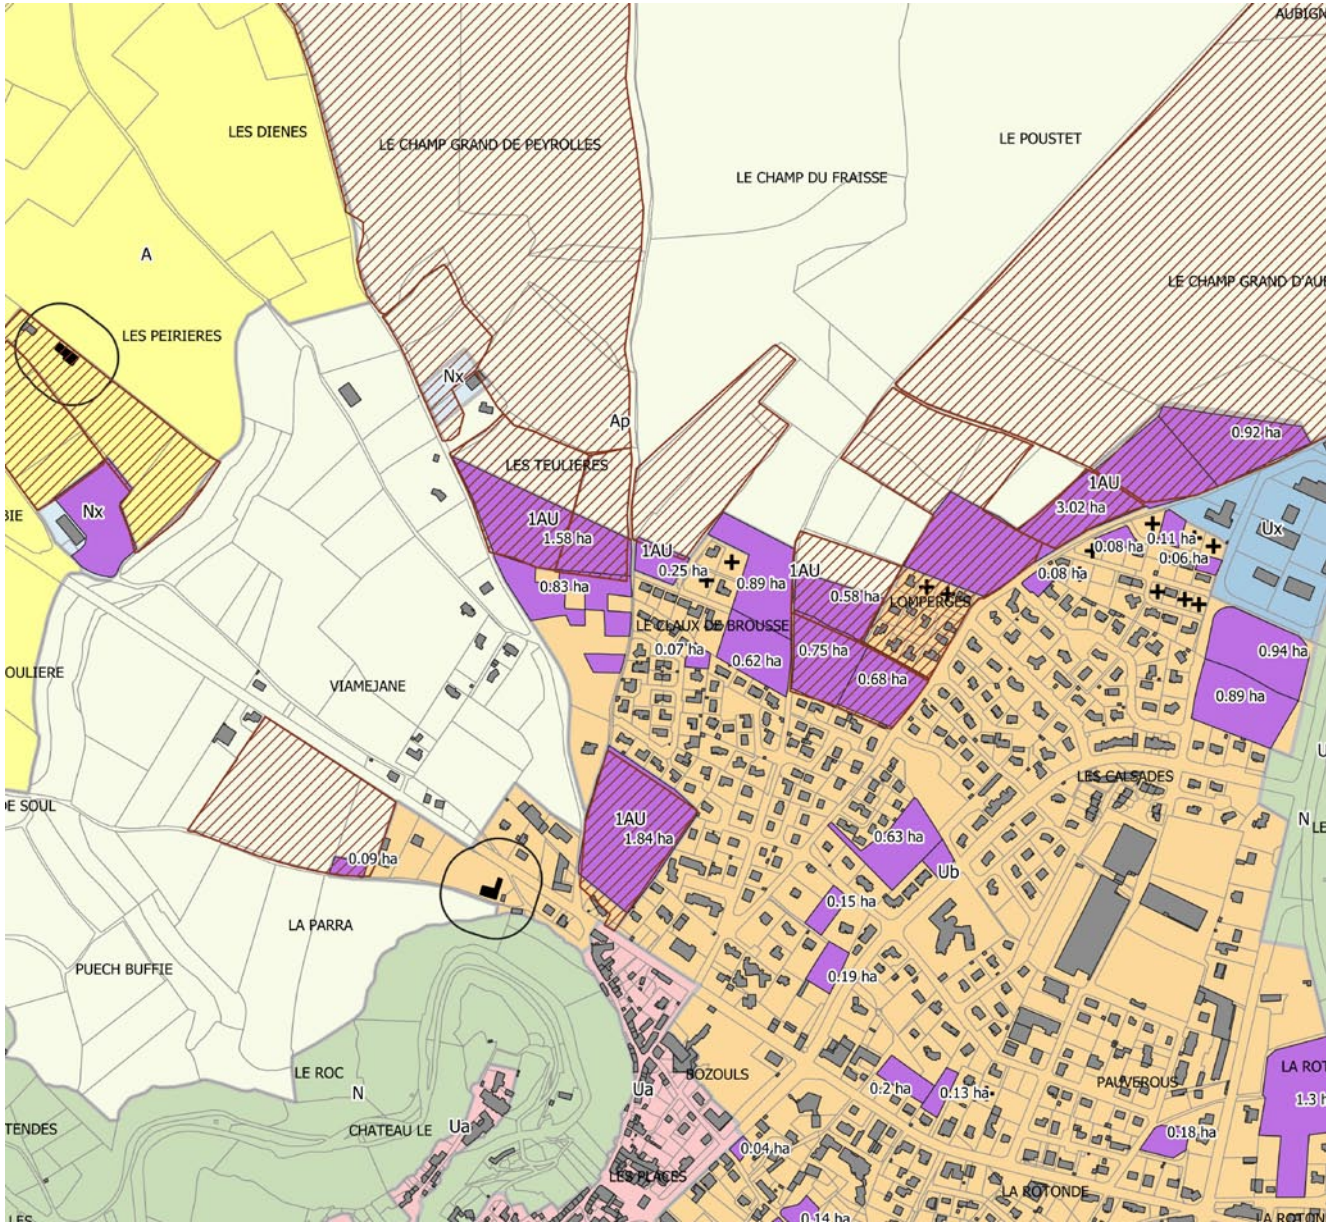 AUBIGN
LES DIENES
LE CHAMP GRAND DE PEYROLLES
LE POUSTET
LE CHAMP DU FRAISSE
A
LE CHAMP GRAND D'AUB
LES PEIRIERES
Nx
Ap
0.92 ha
LES TEULIERES
1AU
3.02 ha
BIE
Nx
1AU
1.58 ha
Ux
0.11 ha
0.08 ha
0.06 ha
1AU
0.25 ha
0.89 ha
1AU
0.08 ha
0.83 ha
0.58 ha
LOMPERGES
LE CLAUX DE BROUSSE
0.07 ha
0.62 ha
0.75 ha
0.94 ha
OULIERE
VIAMEJANE
0.68 ha
0.89 ha
U
LES CALSADES
DE SOUL
1AU
1.84 ha
0.63 ha
N
LE
0.09 ha
Ub
0.15 ha
LA PARRA
PUECH BUFFIE
0.19 ha
LE ROC
BOZOULS
LA ROT
N
Ua
0.2 ha
0.13 ha
PAUVEROUS
1.3 h
TENDES
CHATEAU LE
Ua
0.18 ha
0.04 ha
LES PLACES
LA ROTONDE
LES
0.14 ha
LA ROTON